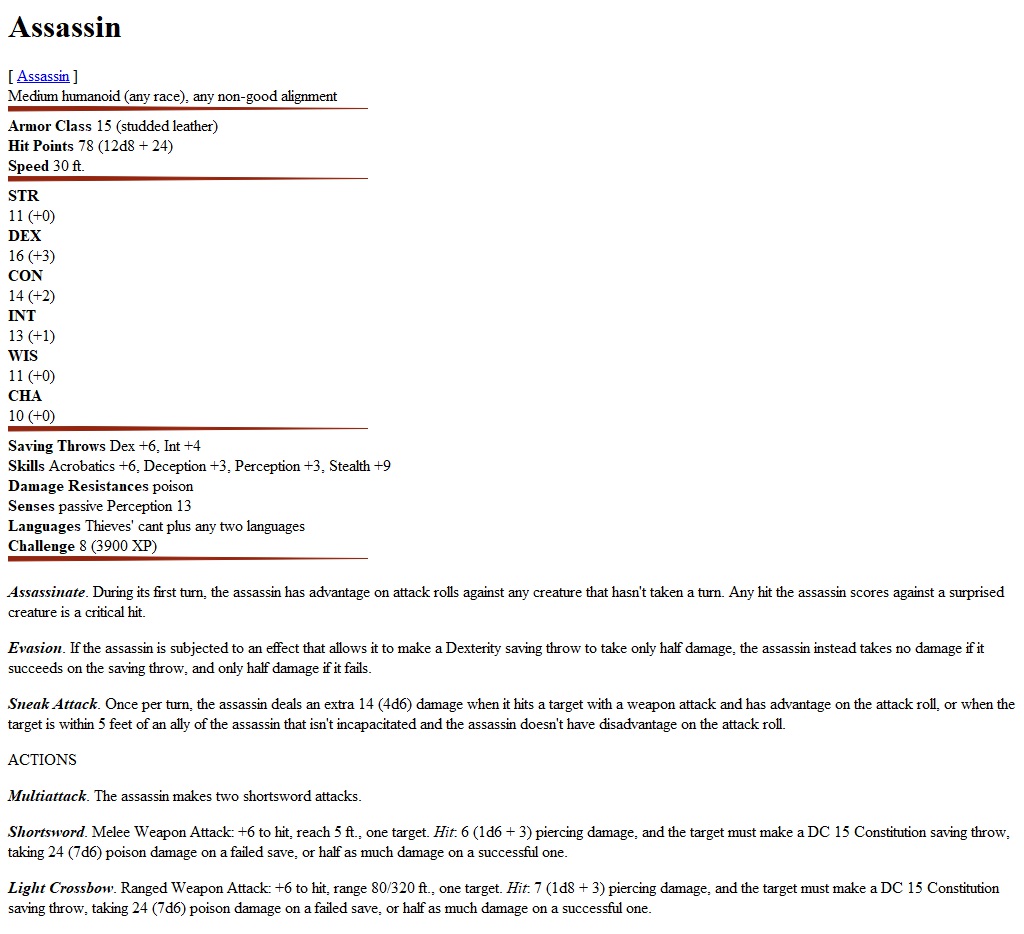 Assassin
[ Assassin ]
Medium humanoid (any race), any non-good alignment
Armor Class 15 (studded leather)
Hit Points 78 (12d8 + 24)
Speed 30 ft.
STR
11 (+0)
DEX
16 (+3)
CON
14 (+2)
INT
13 (+1)
WIS
11 (+0)
CHA
10 (+0)
Saving Throws Dex +6, Int +4
Skills Acrobatics +6, Deception +3, Perception +3, Stealth +9
Damage Resistances poison
Senses passive Perception 13
Languages Thieves' cant plus any two languages
Challenge 8 (3900 XP)
Assassinate. During its first turn, the assassin has advantage on attack rolls against any creature that hasn't taken a turn. Any hit the assassin scores against a surprised
creature is a critical hit.
Evasion. If the assassin is subjected to an effect that allows it to make a Dexterity saving throw to take only half damage, the assassin instead takes no damage if it
succeeds on the saving throw, and only half damage if it fails.
Sneak Attack. Once per turn, the assassin deals an extra 14 (4d6) damage when it hits a target with a weapon attack and has advantage on the attack roll, or when the
target is within 5 feet of an ally of the assassin that isn't incapacitated and the assassin doesn't have disadvantage on the attack roll.
ACTIONS
Multiattack. The assassin makes two shortsword attacks.
Shortsword. Melee Weapon Attack: +6 to hit, reach 5 ft., one target. Hit: 6 (1d6 + 3) piercing damage, and the target must make a DC 15 Constitution saving throw,
taking 24 (7d6) poison damage on a failed save, or half as much damage on a successful one.
Light Crossbow. Ranged Weapon Attack: +6 to hit, range 80/320 ft., one target. Hit: 7 (1d8 + 3) piercing damage, and the target must make a DC 15 Constitution
saving throw, taking 24 (7d6) poison damage on a failed save, or half as much damage on a successful one.